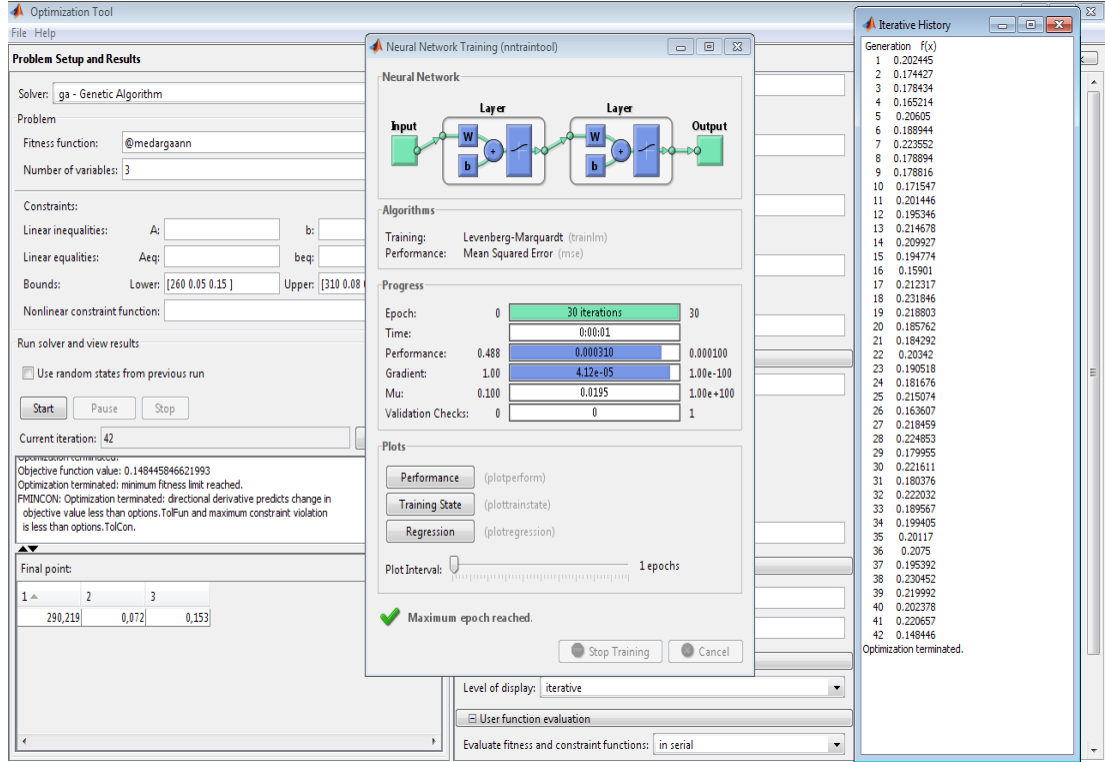 Optimization Tool
File Help
Problem Setup and Results
Solver: ga - Genetic Algorithm
Problem
Fitness function: @medargaann
Number of variables: 3
Constraints:
Linear inequalities: A: b:
Linear equalities: Aeq: beq:
Bounds: Lower: [260 0.05 0.15 ] Upper: [310 0.08
Nonlinear constraint function:
Run solver and view results
Use random states from previous run
Start Pause Stop
Current iteration: 42
Optimization terminated.
Objective function value: 0.148445846621993
Optimization terminated: minimum fitness limit reached.
FMINCON: Optimization terminated: directional derivative predicts change in
objective value less than options.TolFun and maximum constraint violation
is less than options.TolCon.
Final point:
1 2 3
290,219 0,072 0,153
Neural Network Training (nntraintool)
Neural Network
Layer Layer
Input Output
W W
+ +
b b
Algorithms
Training: Levenberg-Marquardt (trainlm)
Performance: Mean Squared Error (mse)
Progress
Epoch: 0 30 iterations 30
Time: 0:00:01
Performance: 0.488 0.000310 0.000100
Gradient: 1.00 4.12e-05 1.00e-100
Mu: 0.100 0.0195 1.00e+100
Validation Checks: 0 0 1
Plots
Performance (plotperform)
Training State (plottrainstate)
Regression (plotregression)
Plot Interval: 1 epochs
Maximum epoch reached.
Stop Training Cancel
Level of display: iterative
User function evaluation
Evaluate fitness and constraint functions: in serial
Iterative History
Generation f(x)
1 0.202445
2 0.174427
3 0.178434
4 0.165214
5 0.20605
6 0.188944
7 0.223552
8 0.178894
9 0.178816
10 0.171547
11 0.201446
12 0.195346
13 0.214678
14 0.209927
15 0.194774
16 0.15901
17 0.212317
18 0.231846
19 0.218803
20 0.185762
21 0.184292
22 0.20342
23 0.190518
24 0.181676
25 0.215074
26 0.163607
27 0.218459
28 0.224853
29 0.179955
30 0.221611
31 0.180376
32 0.222032
33 0.189567
34 0.199405
35 0.20117
36 0.2075
37 0.195392
38 0.230452
39 0.219992
40 0.202378
41 0.220657
42 0.148446
Optimization terminated.